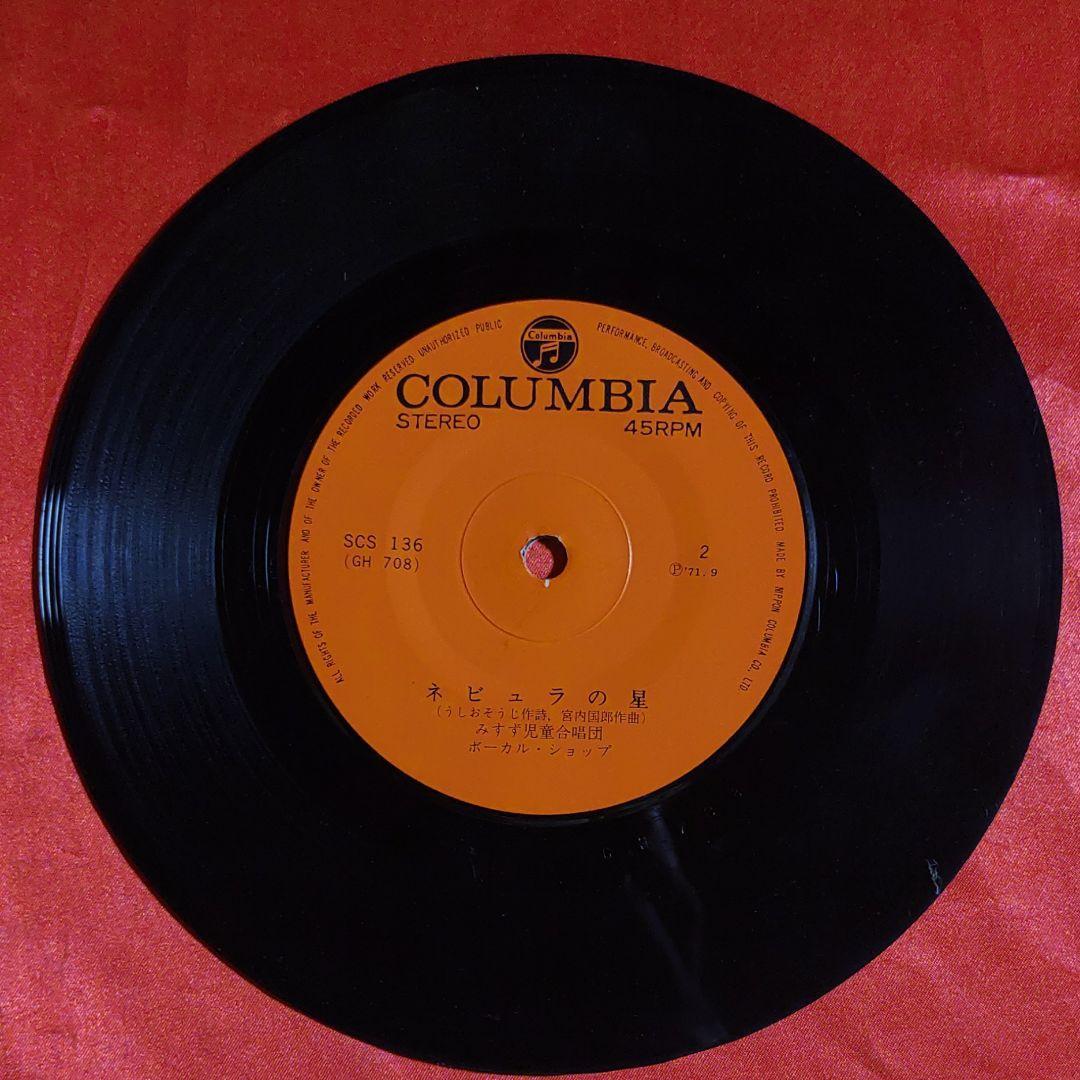 Columbia
COLUMBIA
STEREO 45RPM
SCS 136 2
(GH 708) Ⓟ'71.9
ネビュラの星
(うしおそうじ作詩, 宮内国郎作曲)
みすず児童合唱団
ボーカル・ショップ
ALL RIGHTS OF THE MANUFACTURER AND OF THE OWNER OF THE RECORDED WORK RESERVED UNAUTHORIZED PUBLIC PERFORMANCE, BROADCASTING AND COPYING OF THIS RECORD PROHIBITED MADE BY NIPPON COLUMBIA CO., LTD